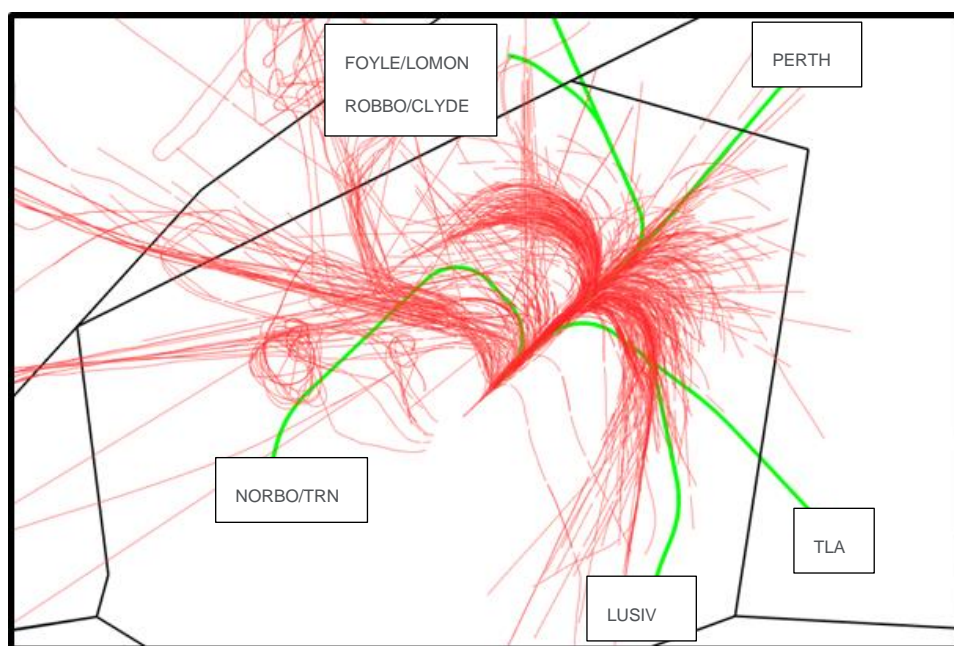 FOYLE/LOMON
ROBBO/CLYDE
PERTH
NORBO/TRN
TLA
LUSIV